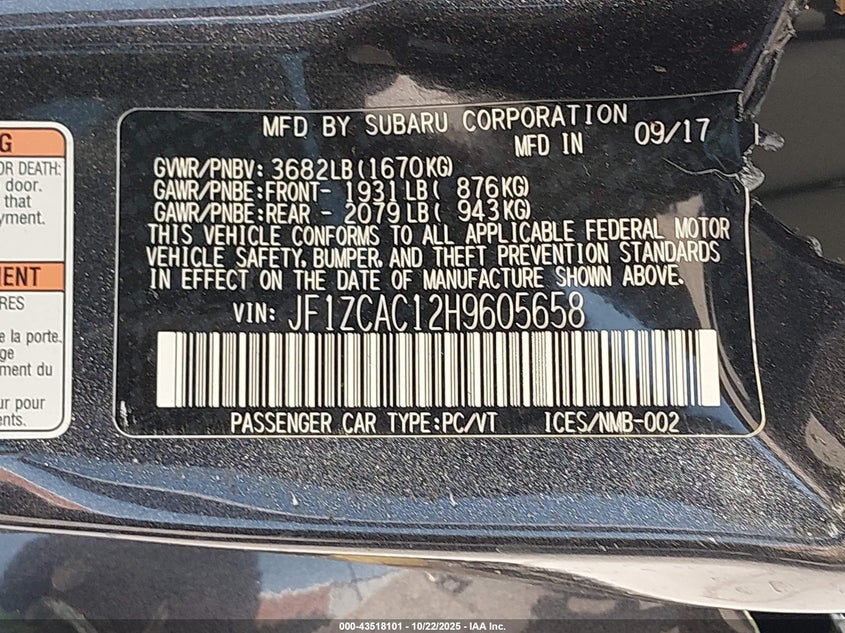 G
OR DEATH:
door.
that
yment.
MENT
RES
e la porte.
ge
ment du
ur pour
ents.
MFD BY SUBARU CORPORATION
MFD IN 09/17
GVWR/PNBV: 3682LB(1670KG)
GAWR/PNBE:FRONT- 1931LB( 876KG)
GAWR/PNBE:REAR - 2079LB( 943KG)
THIS VEHICLE CONFORMS TO ALL APPLICABLE FEDERAL MOTOR
VEHICLE SAFETY, BUMPER, AND THEFT PREVENTION STANDARDS
IN EFFECT ON THE DATE OF MANUFACTURE SHOWN ABOVE.
VIN: JF1ZCAC12H9605658
PASSENGER CAR TYPE:PC/VT ICES/NMB-002
000-43518101 - 10/22/2025 - IAA Inc.